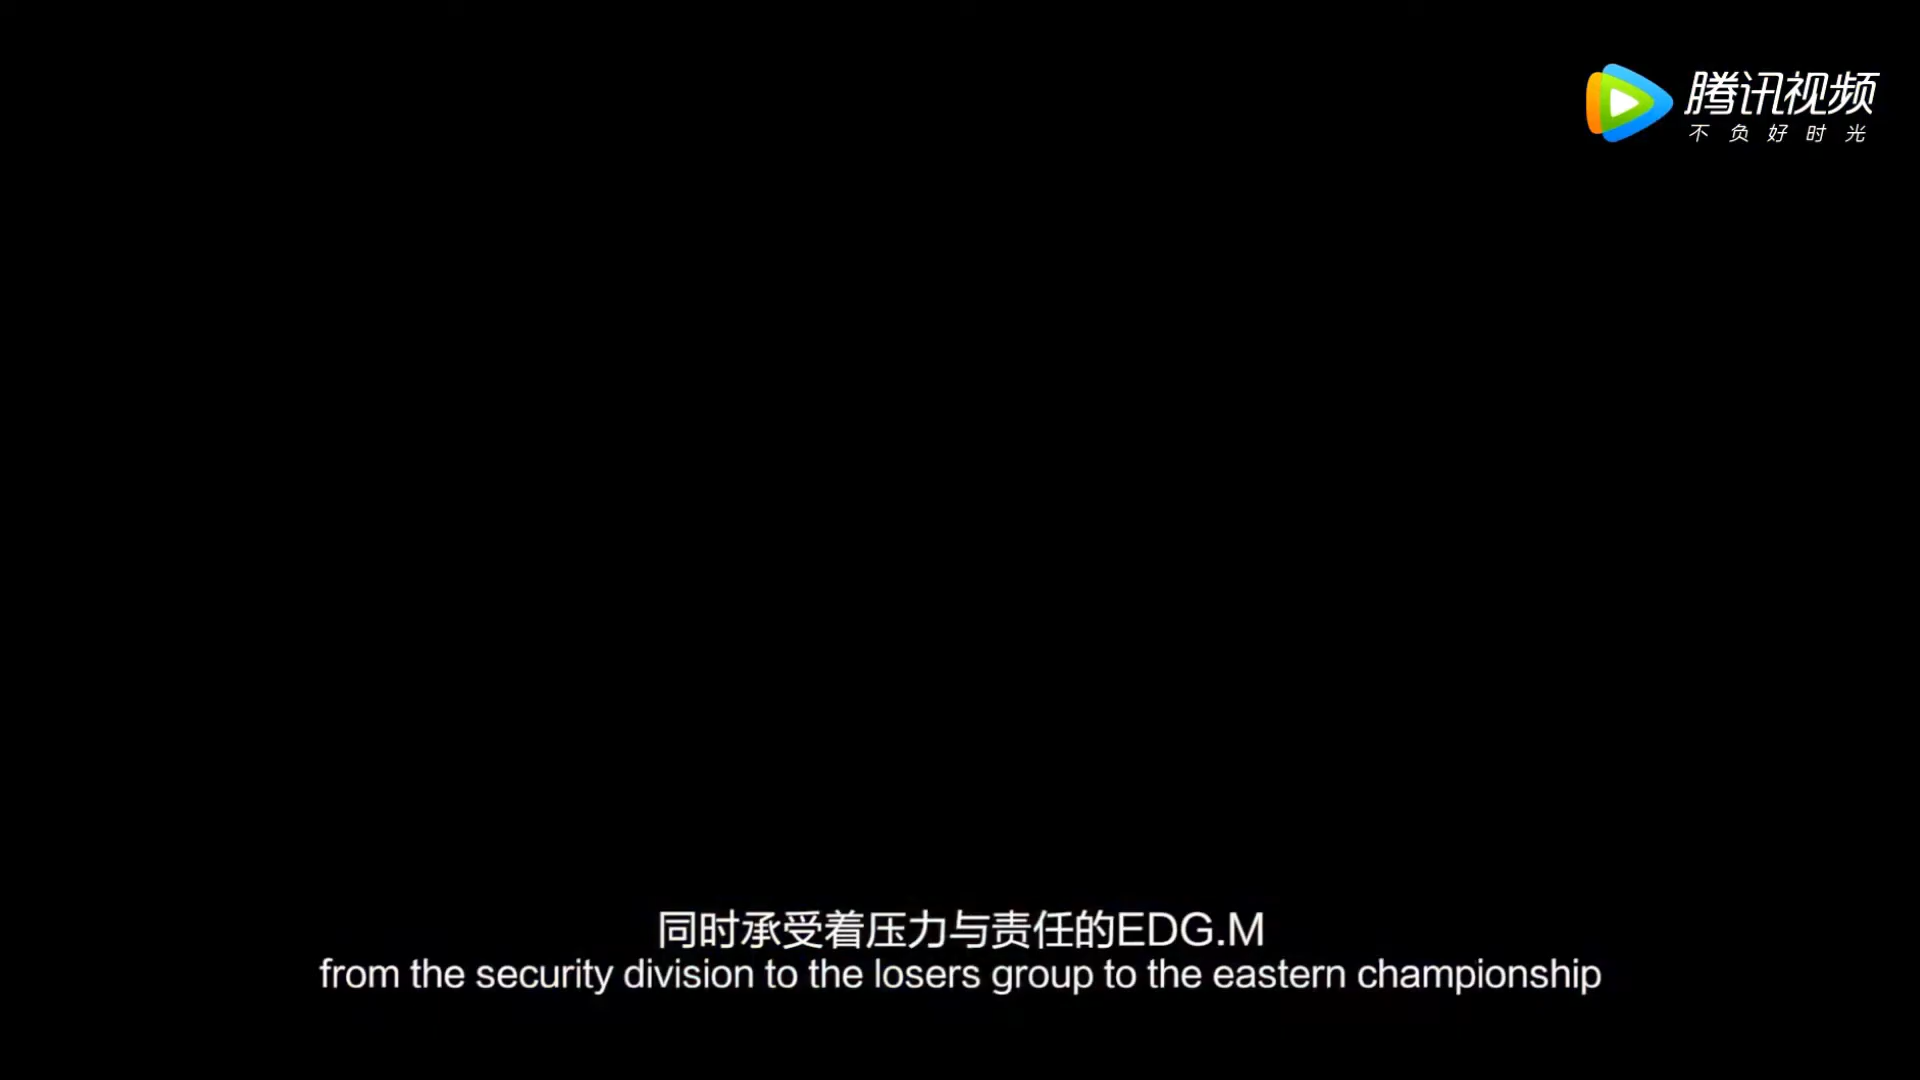 腾讯视频
不负好时光
同时承受着压力与责任的EDG.M
from the security division to the losers group to the eastern championship